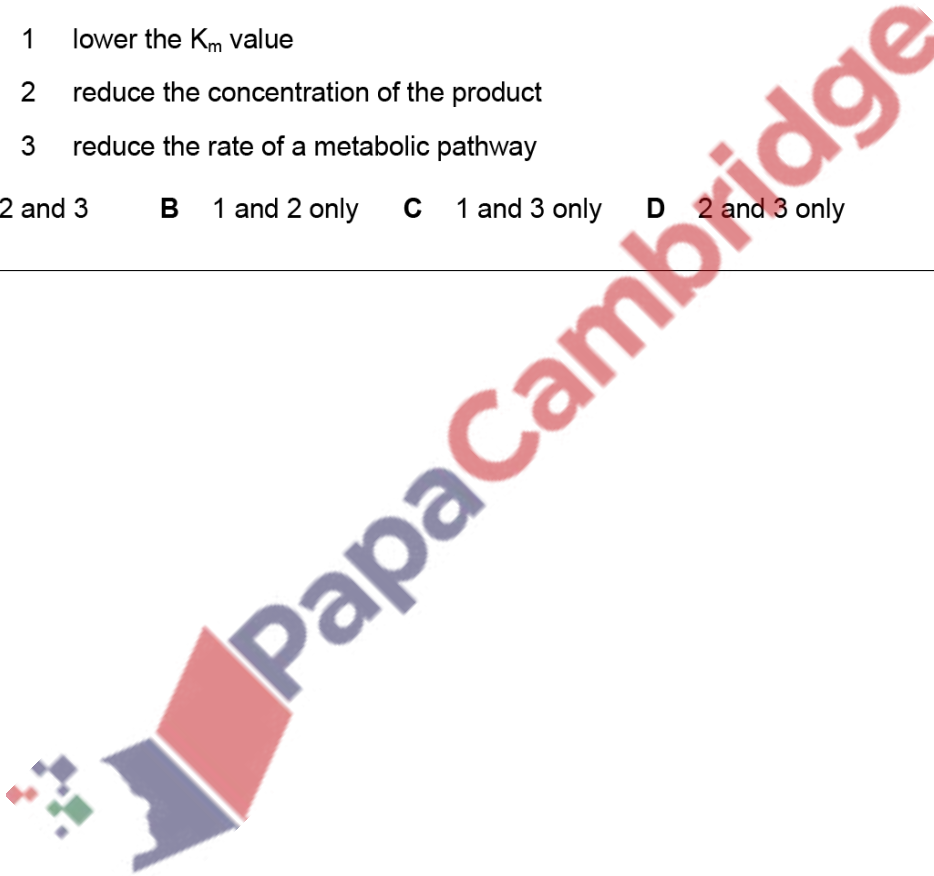 1 lower the Km value
2 reduce the concentration of the product
3 reduce the rate of a metabolic pathway
2 and 3 B 1 and 2 only C 1 and 3 only D 2 and 3 only
PapaCambridge